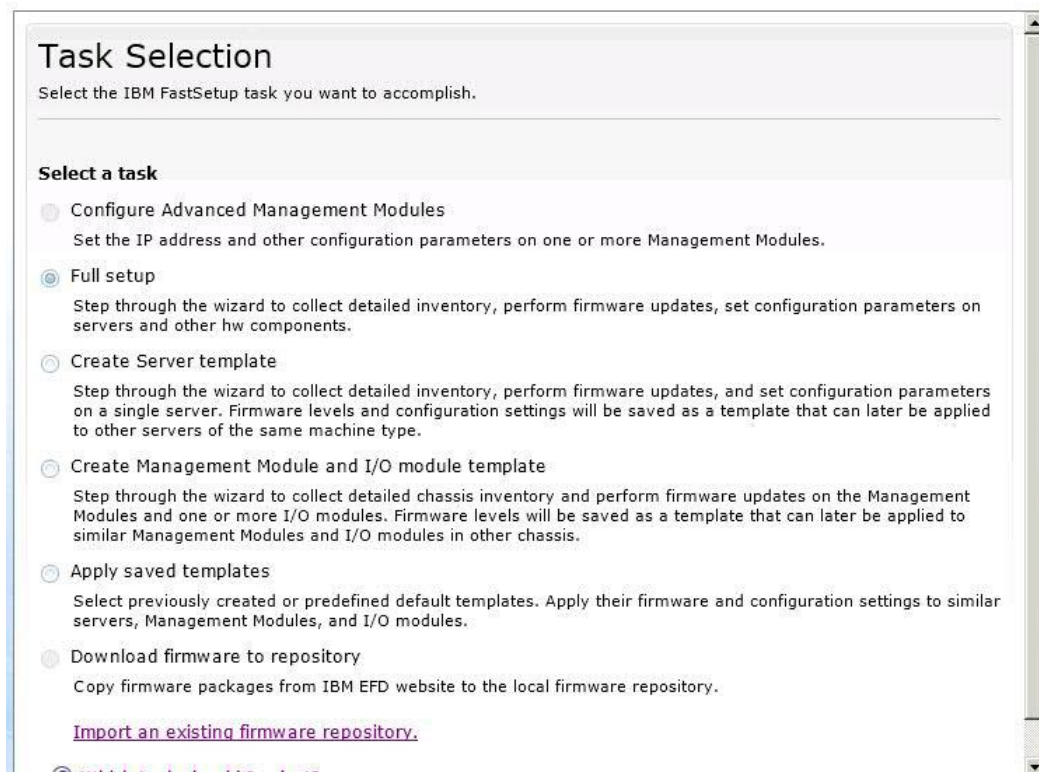 Task Selection
Select the IBM FastSetup task you want to accomplish.
Select a task
Configure Advanced Management Modules
Set the IP address and other configuration parameters on one or more Management Modules.
Full setup
Step through the wizard to collect detailed inventory, perform firmware updates, set configuration parameters on
servers and other hw components.
Create Server template
Step through the wizard to collect detailed inventory, perform firmware updates, and set configuration parameters
on a single server. Firmware levels and configuration settings will be saved as a template that can later be applied
to other servers of the same machine type.
Create Management Module and I/O module template
Step through the wizard to collect detailed chassis inventory and perform firmware updates on the Management
Modules and one or more I/O modules. Firmware levels will be saved as a template that can later be applied to
similar Management Modules and I/O modules in other chassis.
Apply saved templates
Select previously created or predefined default templates. Apply their firmware and configuration settings to similar
servers, Management Modules, and I/O modules.
Download firmware to repository
Copy firmware packages from IBM EFD website to the local firmware repository.
Import an existing firmware repository.